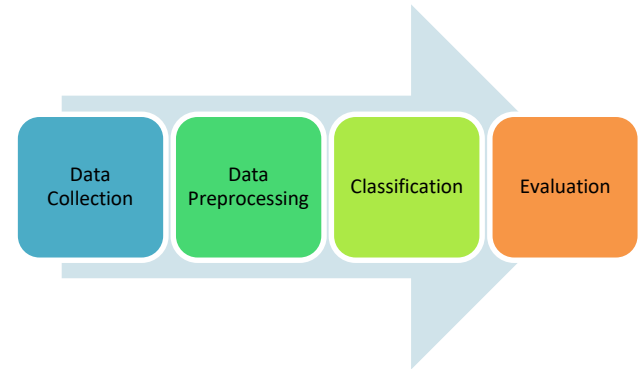 Data
Collection
Data
Preprocessing
Classification
Evaluation